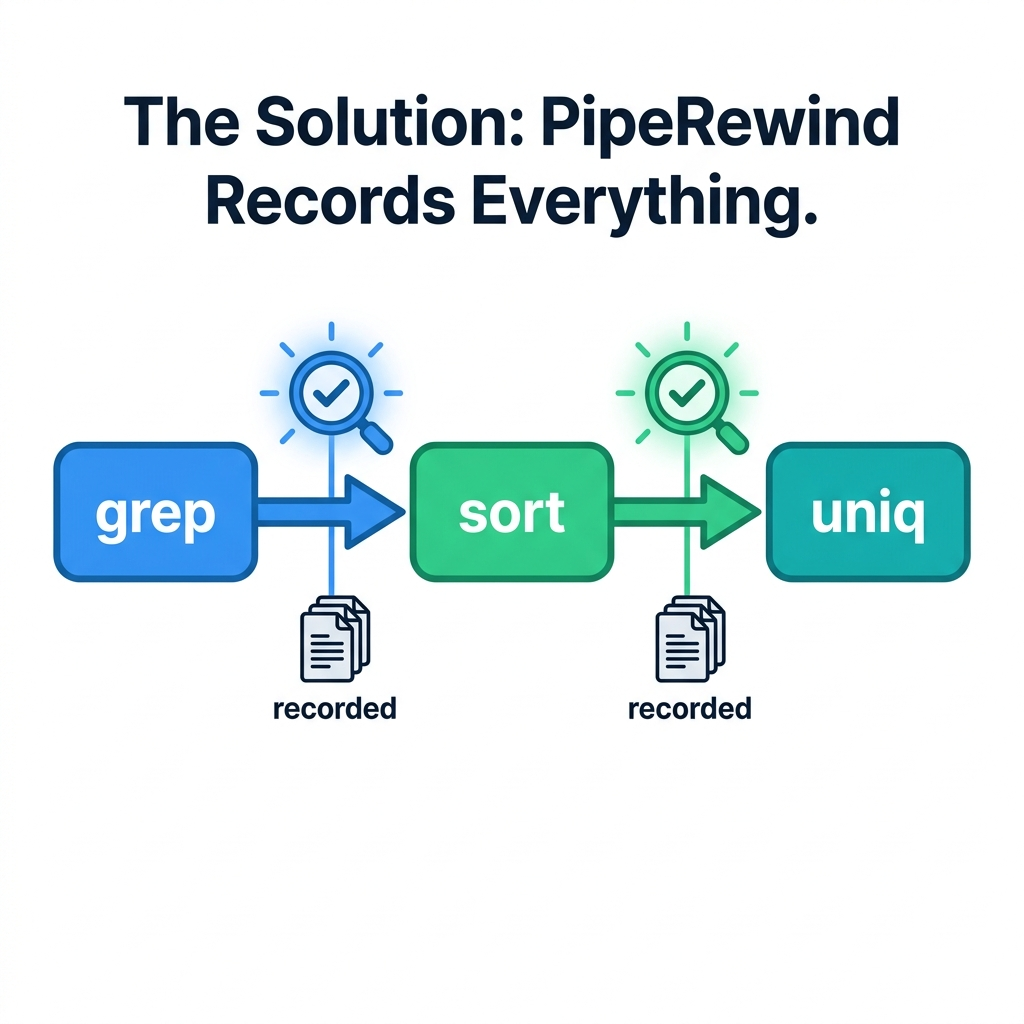 The Solution: PipeRewind
Records Everything.
grep
sort
uniq
recorded
recorded